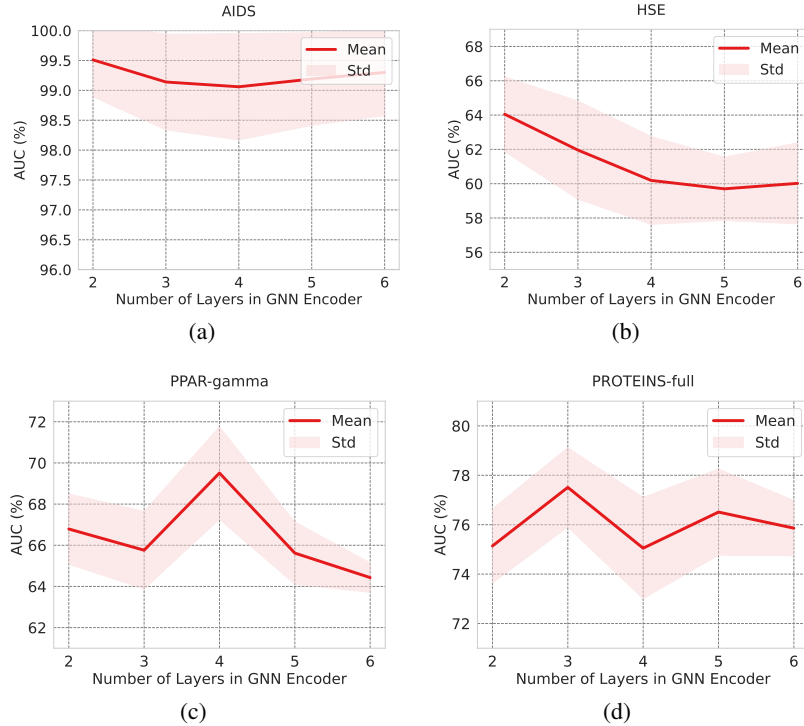 AIDS
100.0
99.5
99.0
98.5
98.0
97.5
97.0
96.5
96.0
AUC (%)
Mean
Std
2 3 4 5 6
Number of Layers in GNN Encoder
(a)
HSE
68
66
64
62
60
58
56
AUC (%)
Mean
Std
2 3 4 5 6
Number of Layers in GNN Encoder
(b)
PPAR-gamma
72
70
68
66
64
62
AUC (%)
Mean
Std
2 3 4 5 6
Number of Layers in GNN Encoder
(c)
PROTEINS-full
80
78
76
74
72
AUC (%)
Mean
Std
2 3 4 5 6
Number of Layers in GNN Encoder
(d)